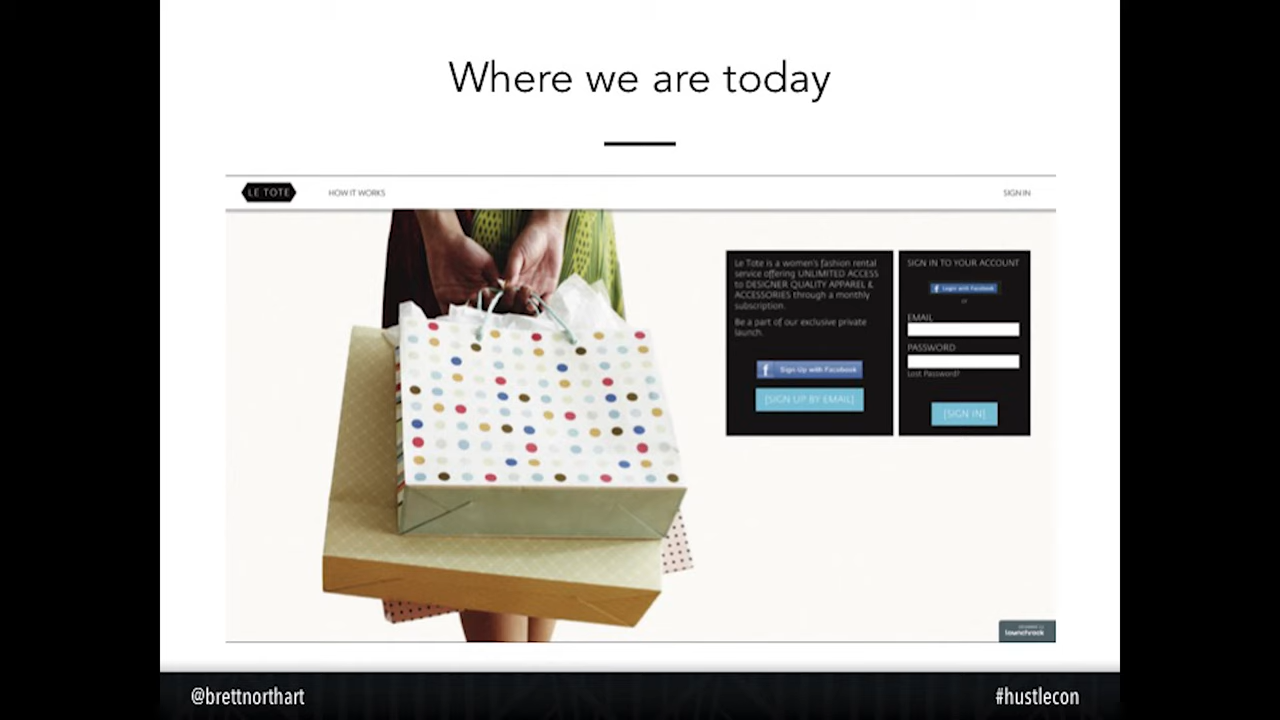 Where we are today
LE TOTE
HOW IT WORKS
SIGN IN
Le Tote is a women's fashion rental
service offering UNLIMITED ACCESS
to DESIGNER QUALITY APPAREL &
ACCESSORIES through a monthly
subscription.
Be a part of our exclusive private
launch.
f Sign Up with Facebook
[SIGN UP BY EMAIL]
SIGN IN TO YOUR ACCOUNT
f Login with Facebook
or
EMAIL
PASSWORD
Lost Password?
[SIGN IN]
powered by
launchrock
@brettnorthart
#hustlecon